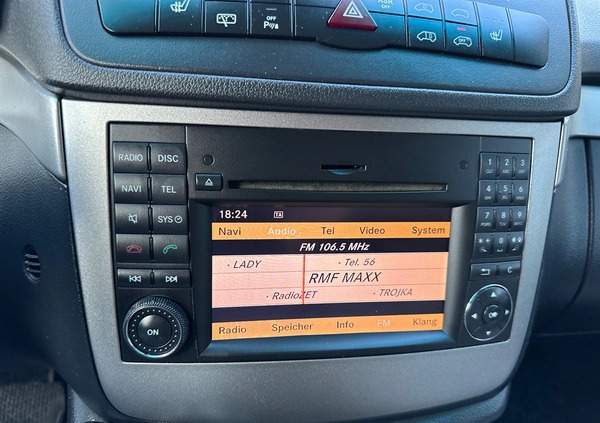 OFF
ASR
OFF
RADIO DISC
NAVI TEL
SYS
ON
18:24 TA
Navi Audio Tel Video System
FM 106.5 MHz
· LADY · Tel. 56
RMF MAXX
· RadioZET · TROJKA
Radio Speicher Info FM Klang
1 2 3
4 5 6
7 8 9
* 0 #
C
OK